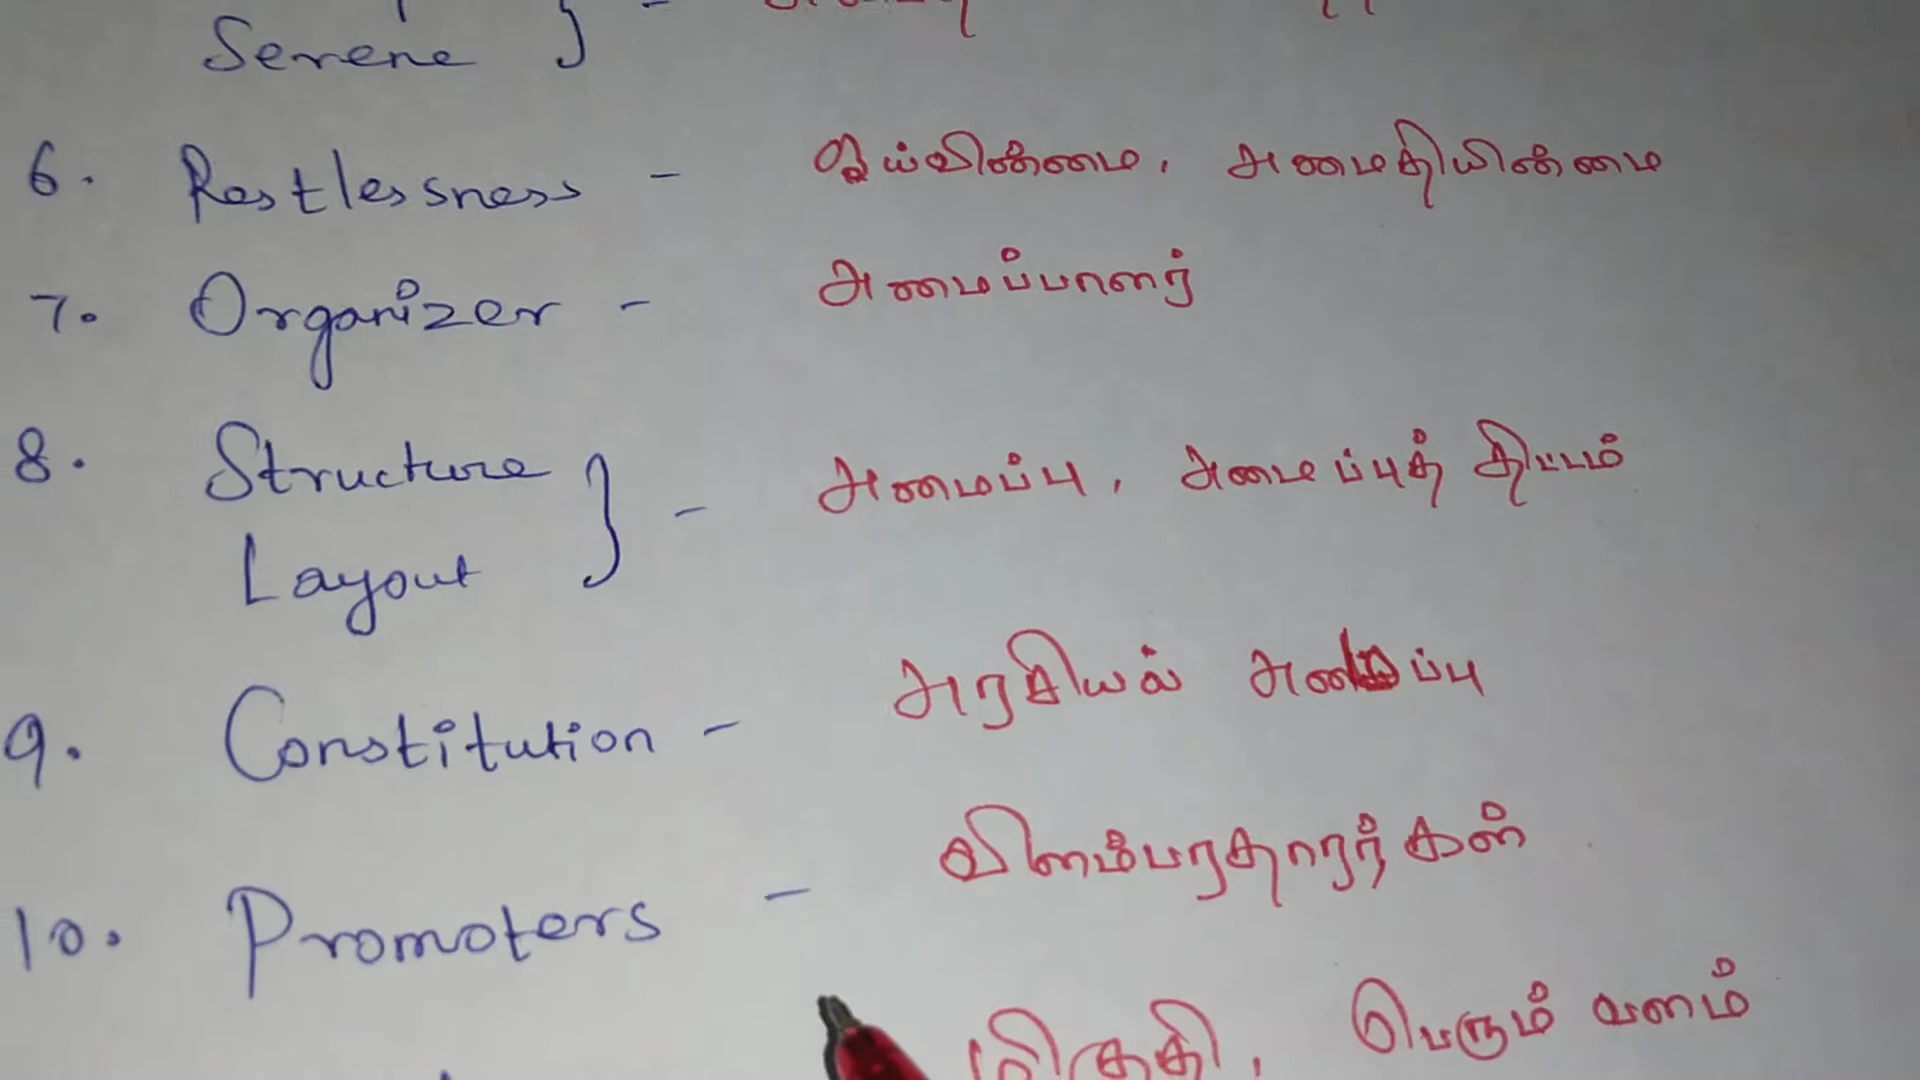 Serene }  -
6. Restlessness - ஓய்வின்மை, அமைதியின்மை
7. Organizer - அமைப்பாளர்
8. Structure } - அமைப்பு, அமைப்புத் திட்டம்
Layout
9. Constitution - அரசியல் அமைப்பு
10. Promoters - விளம்பரதாரர்கள்
மிகுதி, பெரும் வளம்